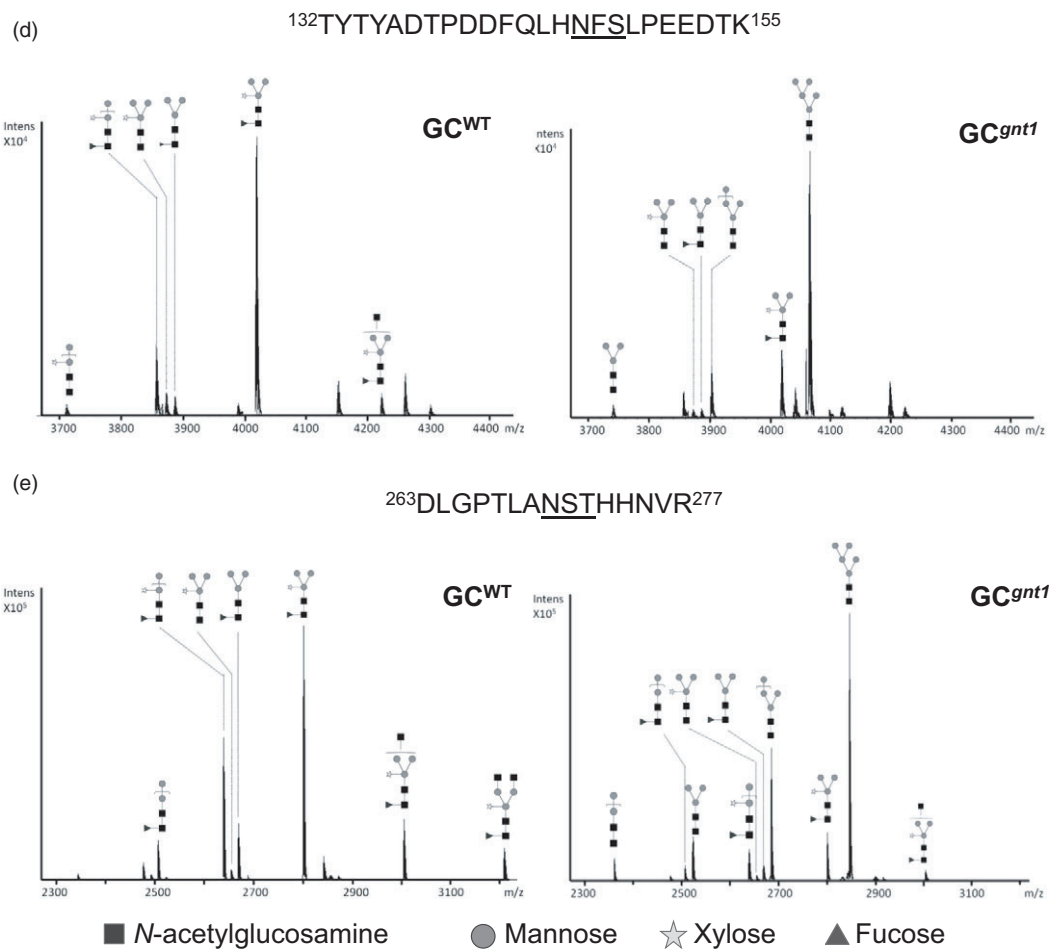 (d)
¹³²TYTYADTPDDFQLHNFSLPEEDTK¹⁵⁵
Intens
X10⁴
GCWT
ntens
‹10⁴
GCgnt1
3700 3800 3900 4000 4100 4200 4300 4400 m/z
3700 3800 3900 4000 4100 4200 4300 4400 m/z
(e)
²⁶³DLGPTLANSTHHNVR²⁷⁷
Intens
X10⁵
GCWT
Intens
X10⁵
GCgnt1
2300 2500 2700 2900 3100 m/z
2300 2500 2700 2900 3100 m/z
N-acetylglucosamine Mannose Xylose Fucose